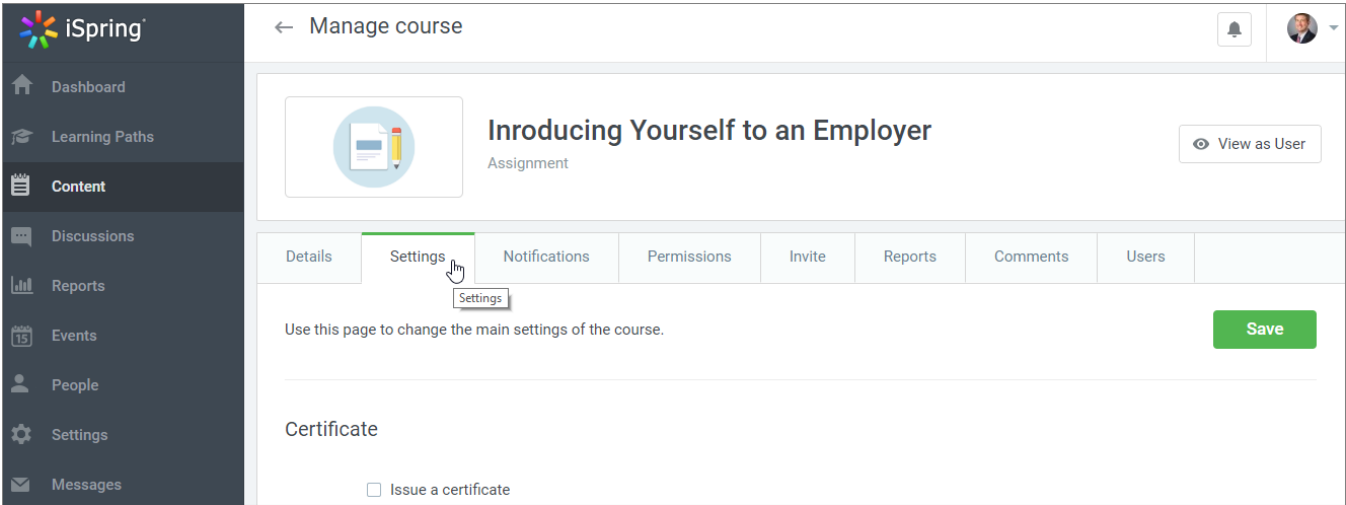 iSpring
Dashboard
Learning Paths
Content
Discussions
Reports
15
Events
People
Settings
Messages
← Manage course
Inroducing Yourself to an Employer
Assignment
View as User
Details
Settings
Notifications
Permissions
Invite
Reports
Comments
Users
Settings
Use this page to change the main settings of the course.
Save
Certificate
Issue a certificate